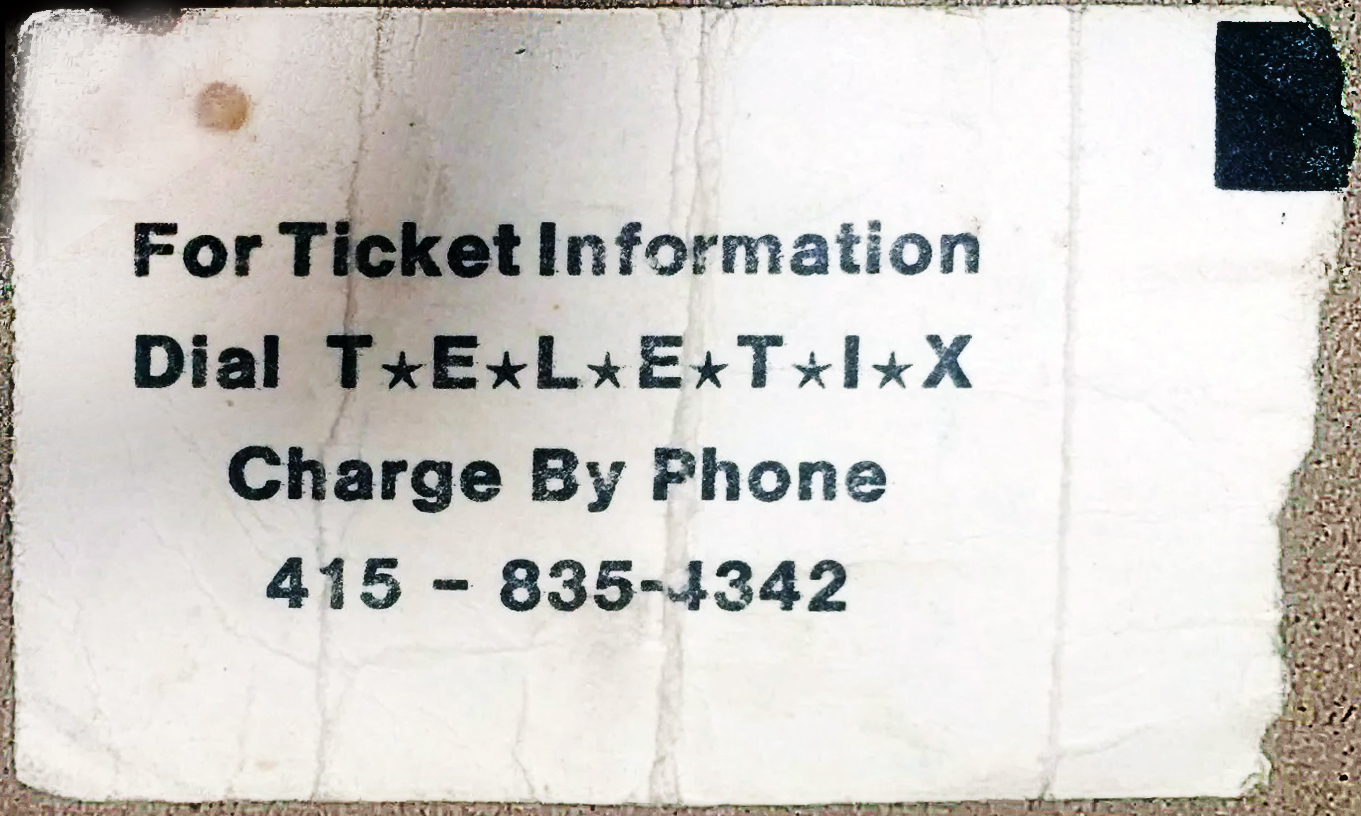 For Ticket Information
Dial T★E★L★E★T★I★X
Charge By Phone
415 - 835-4342